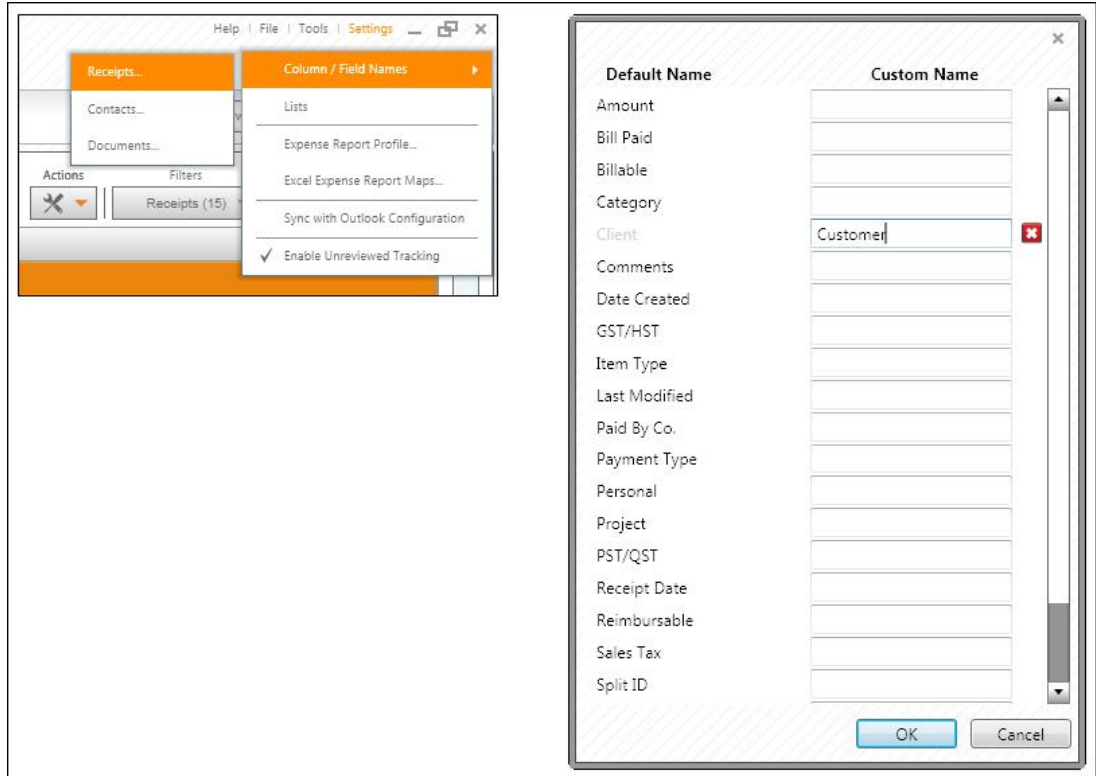 Help | File | Tools | Settings
Receipts...
Contacts...
Documents...
Column / Field Names
Lists
Expense Report Profile...
Excel Expense Report Maps...
Sync with Outlook Configuration
✓ Enable Unreviewed Tracking
Actions
Filters
Receipts (15)
Default Name Custom Name
Amount
Bill Paid
Billable
Category
Client Customer
Comments
Date Created
GST/HST
Item Type
Last Modified
Paid By Co.
Payment Type
Personal
Project
PST/QST
Receipt Date
Reimbursable
Sales Tax
Split ID
OK Cancel